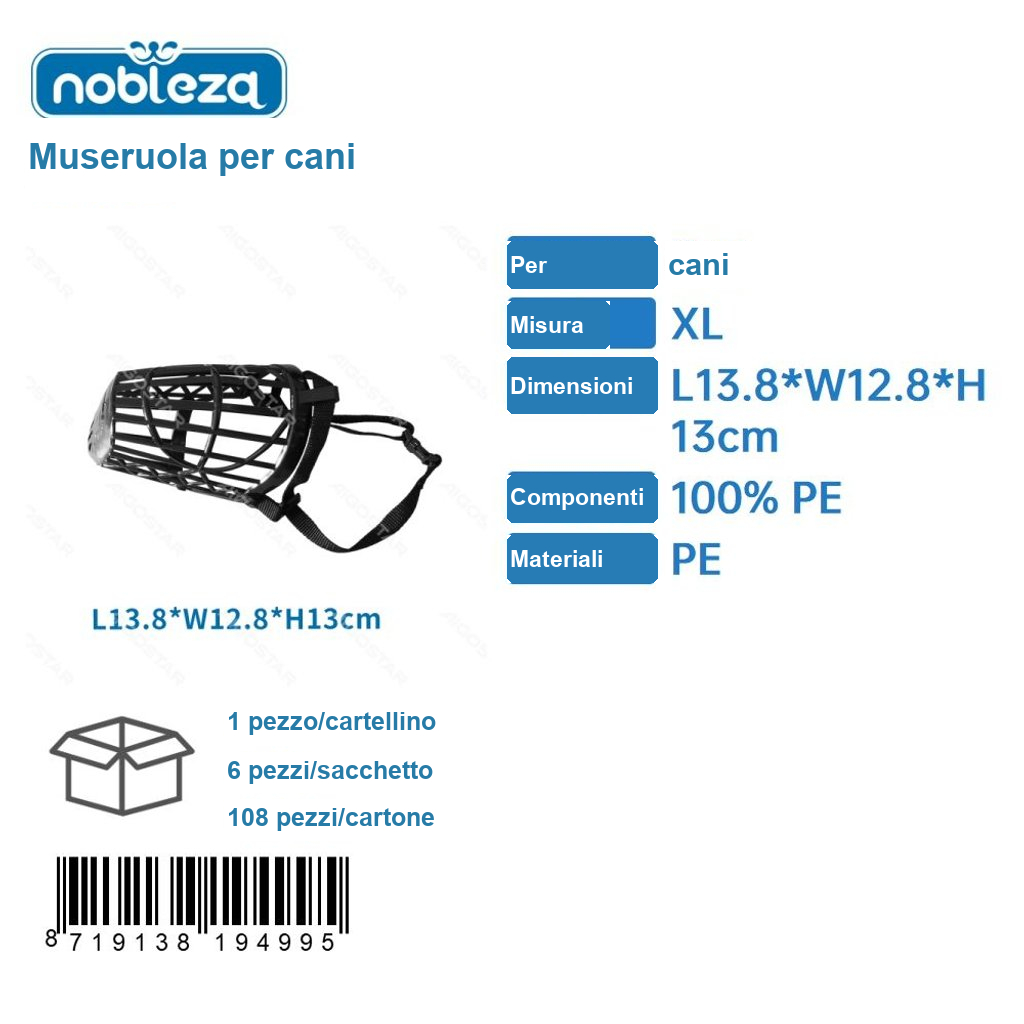 nobleza
Museruola per cani
Per
cani
Misura
XL
Dimensioni
L13.8*W12.8*H
13cm
Componenti
100% PE
Materiali
PE
AIGOSTAR
L13.8*W12.8*H13cm
1 pezzo/cartellino
6 pezzi/sacchetto
108 pezzi/cartone
8 719138 194995